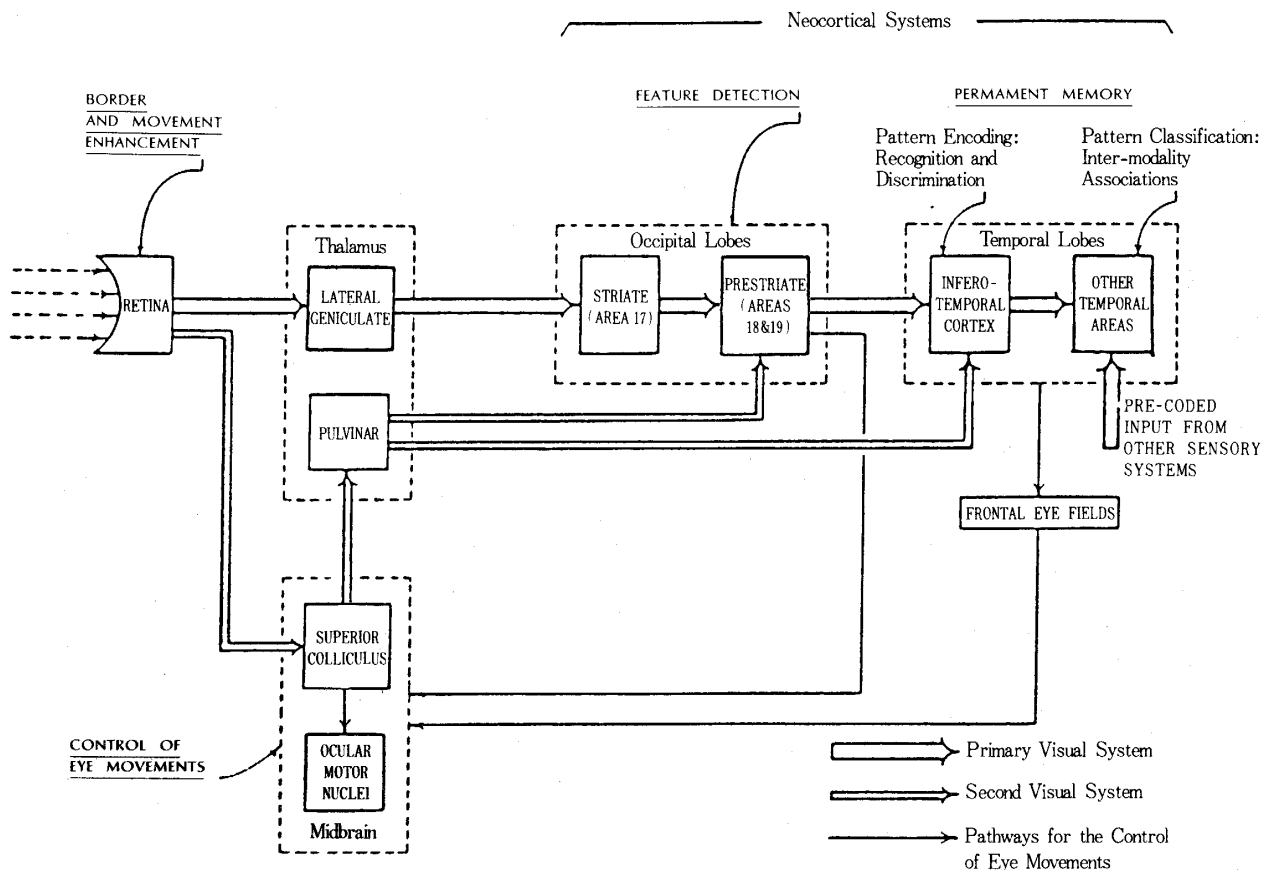 Neocortical Systems
BORDER
AND MOVEMENT
ENHANCEMENT
FEATURE DETECTION
PERMAMENT MEMORY
Pattern Encoding:
Recognition and
Discrimination
Pattern Classification:
Inter-modality
Associations
Thalamus
Occipital Lobes
Temporal Lobes
RETINA
LATERAL
GENICULATE
STRIATE
(AREA 17)
PRESTRIATE
(AREAS
18&19)
INFERO-
TEMPORAL
CORTEX
OTHER
TEMPORAL
AREAS
PULVINAR
PRE-CODED
INPUT FROM
OTHER SENSORY
SYSTEMS
FRONTAL EYE FIELDS
SUPERIOR
COLLICULUS
CONTROL OF
EYE MOVEMENTS
OCULAR
MOTOR
NUCLEI
Midbrain
Primary Visual System
Second Visual System
Pathways for the Control
of Eye Movements